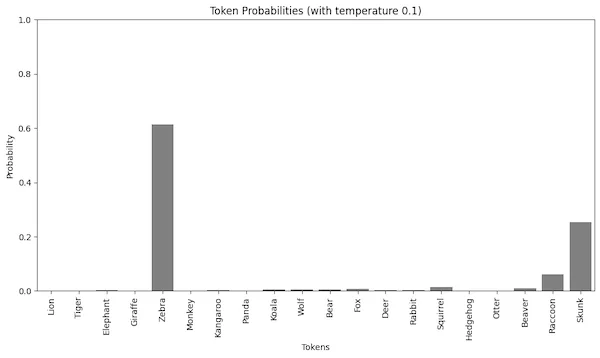 Token Probabilities (with temperature 0.1)
1.0
0.8
0.6
0.4
0.2
0.0
Probability
Lion
Tiger
Elephant
Giraffe
Zebra
Monkey
Kangaroo
Panda
Koala
Wolf
Bear
Fox
Deer
Rabbit
Squirrel
Hedgehog
Otter
Beaver
Raccoon
Skunk
Tokens